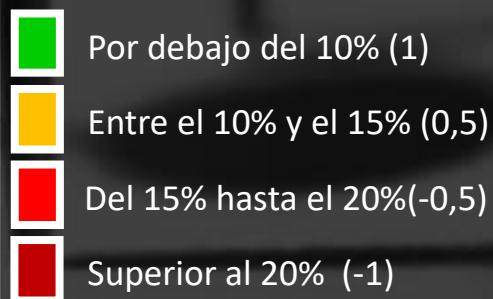 Por debajo del 10% (1)
Entre el 10% y el 15% (0,5)
Del 15% hasta el 20%(-0,5)
Superior al 20% (-1)